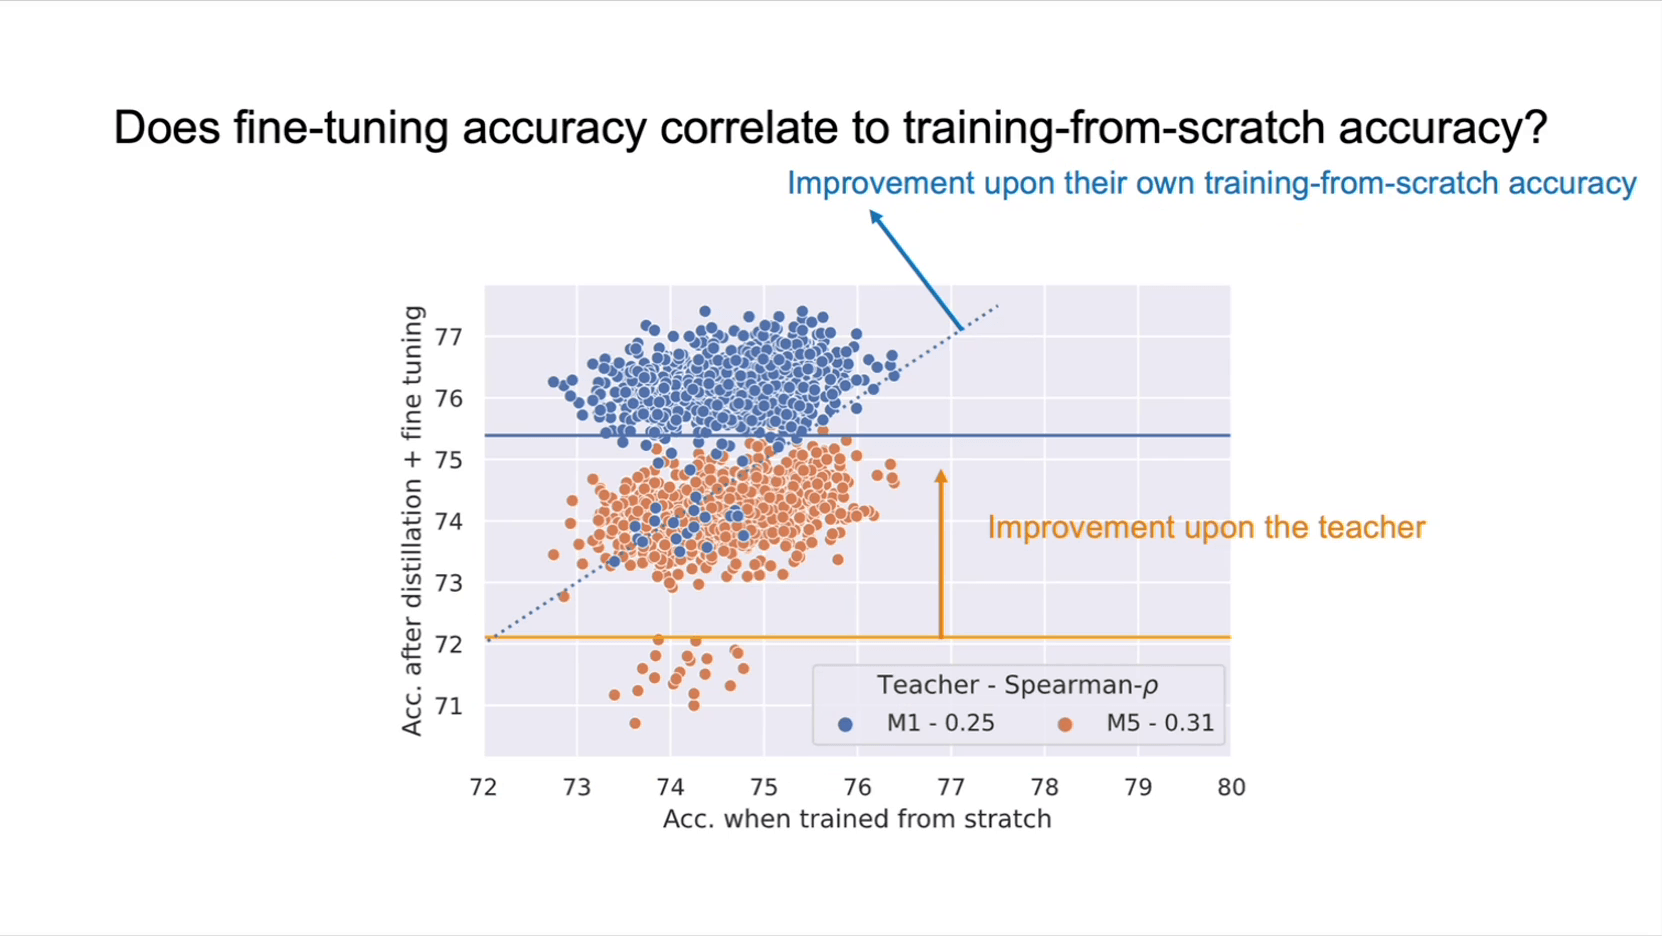 Does fine-tuning accuracy correlate to training-from-scratch accuracy?
Improvement upon their own training-from-scratch accuracy
Acc. after distillation + fine tuning
77
76
75
74
73
72
71
Improvement upon the teacher
Teacher - Spearman-ρ
M1 - 0.25
M5 - 0.31
72 73 74 75 76 77 78 79 80
Acc. when trained from stratch